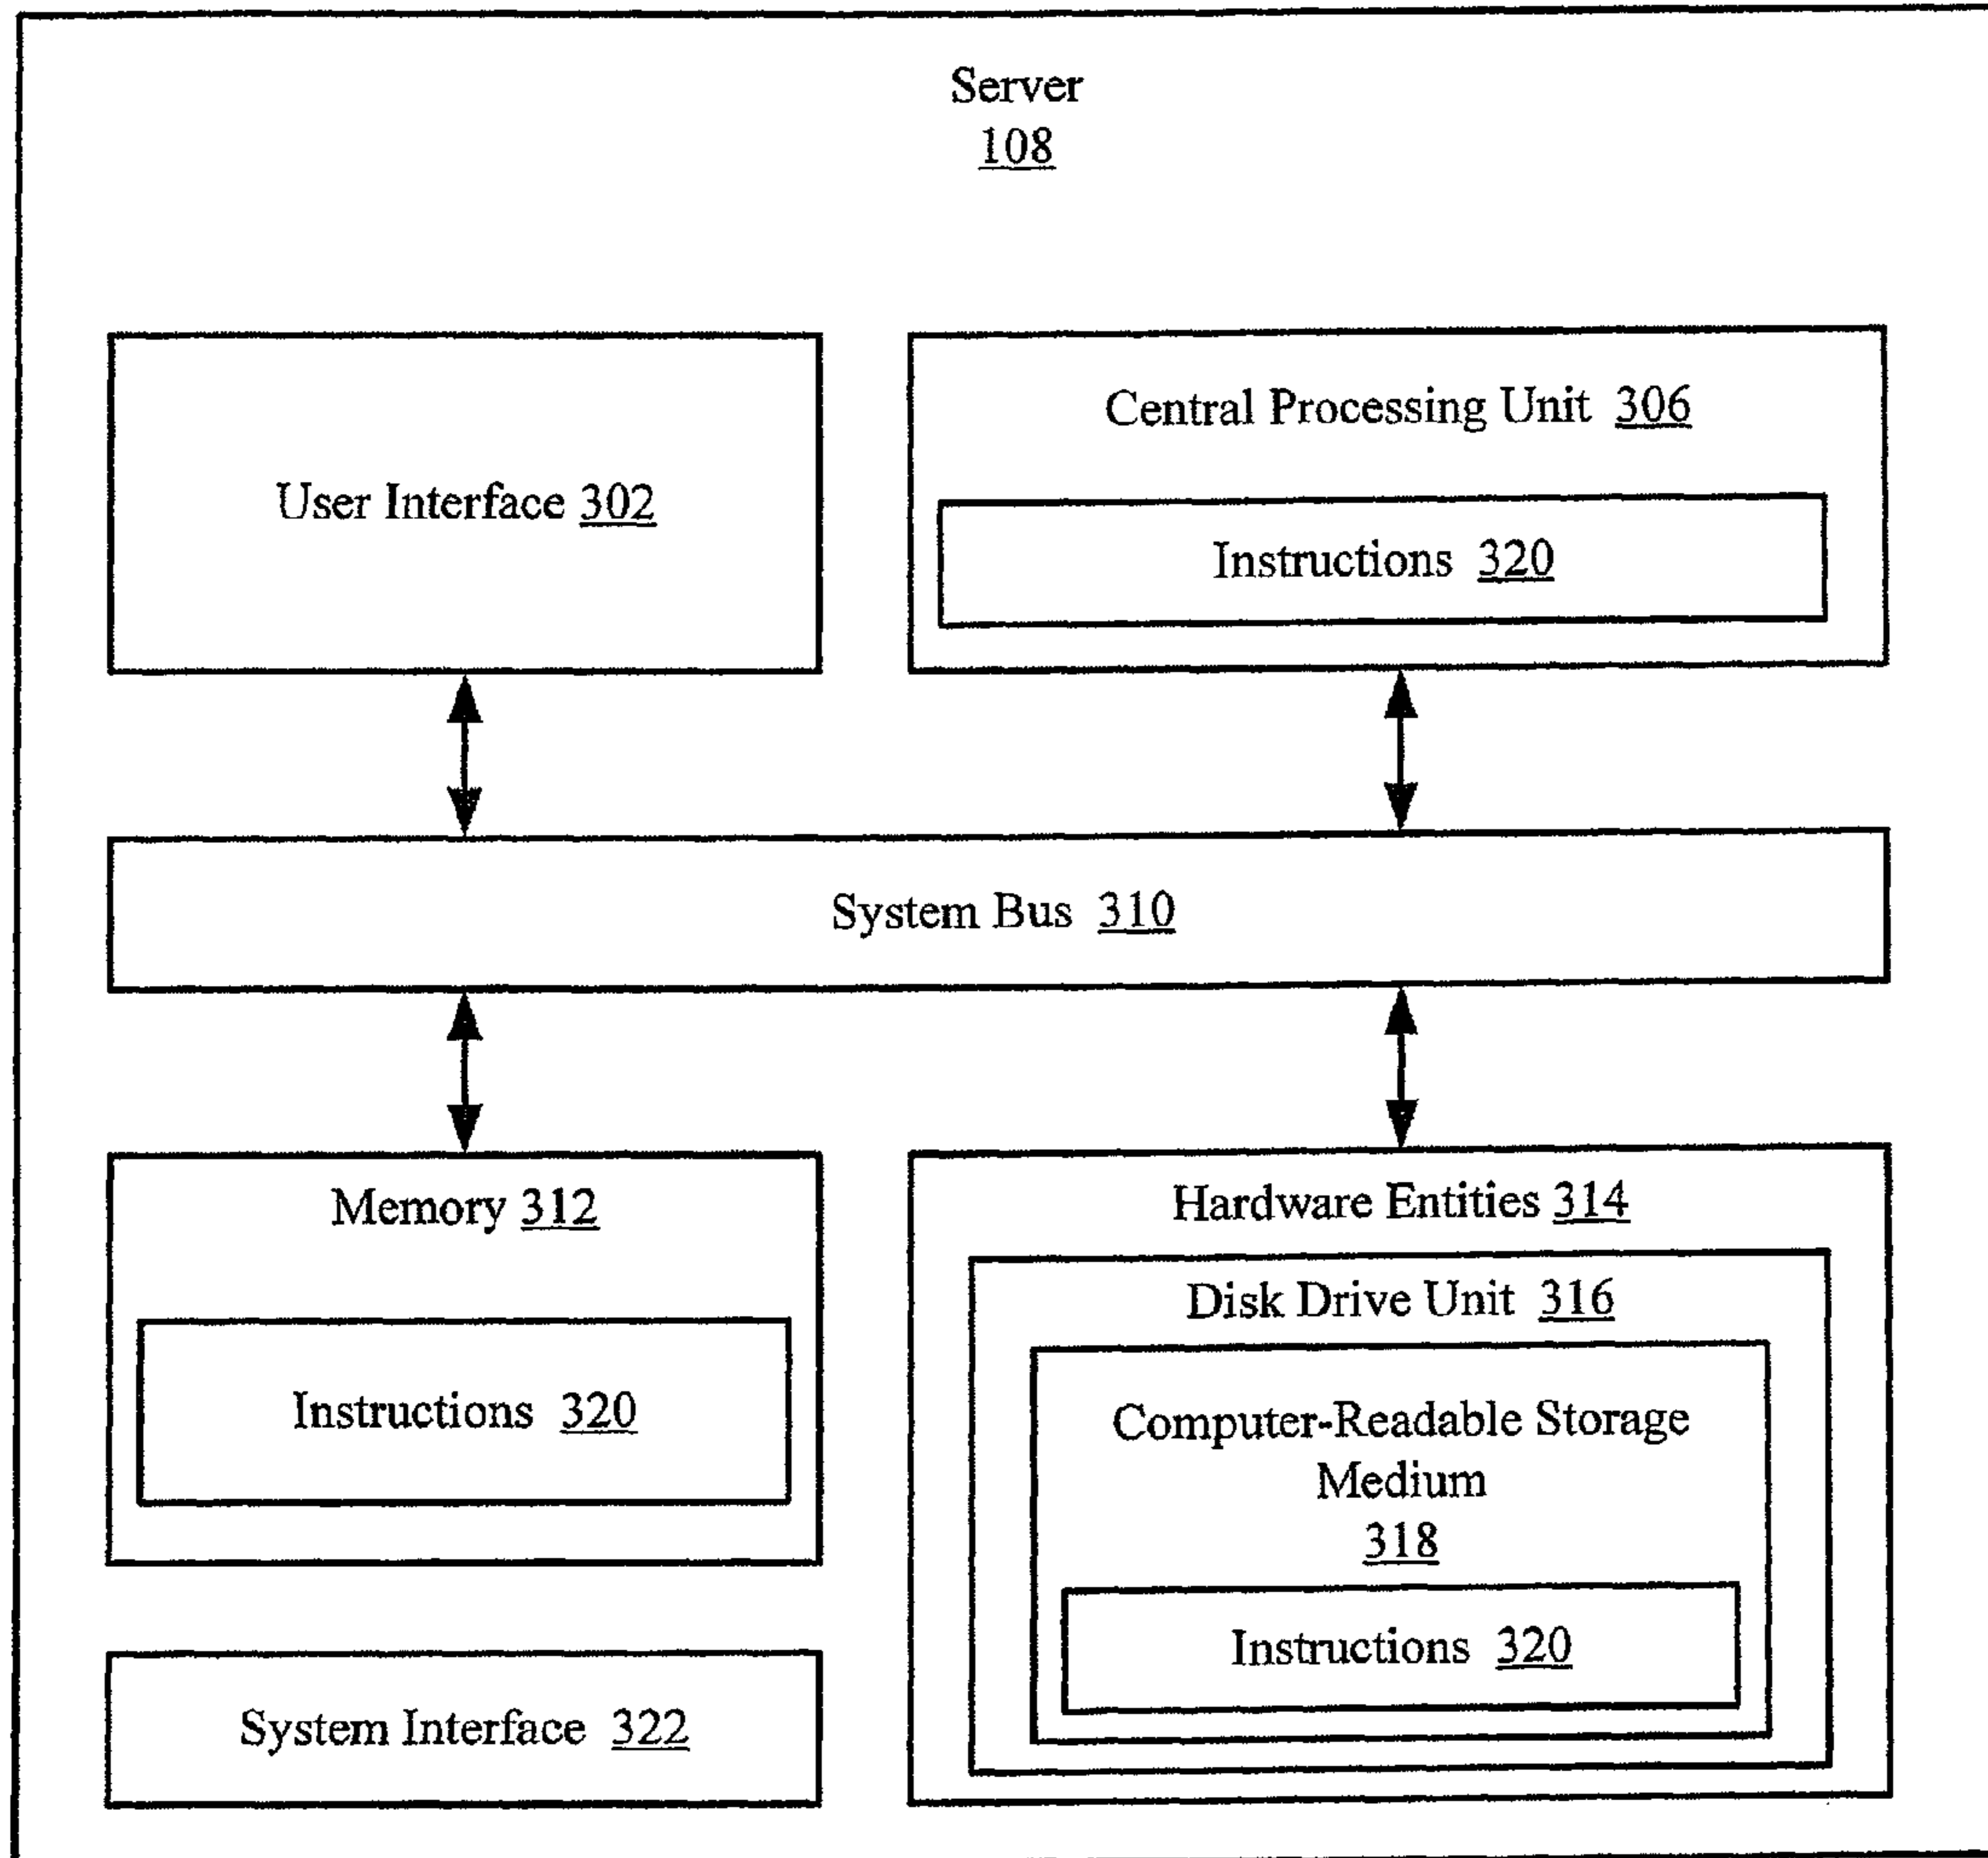 Server
108
User Interface 302
Central Processing Unit 306
Instructions 320
System Bus 310
Memory 312
Instructions 320
Hardware Entities 314
Disk Drive Unit 316
Computer-Readable Storage
Medium
318
Instructions 320
System Interface 322